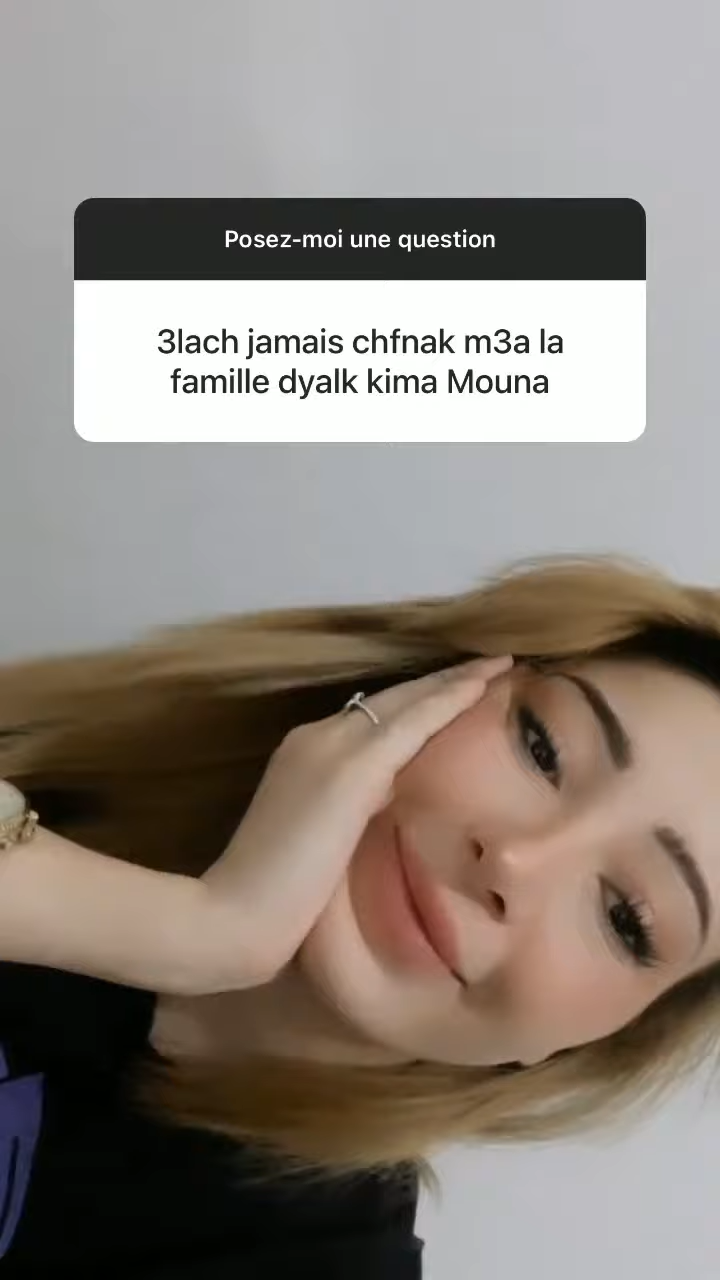 Posez-moi une question
3lach jamais chfnak m3a la
famille dyalk kima Mouna